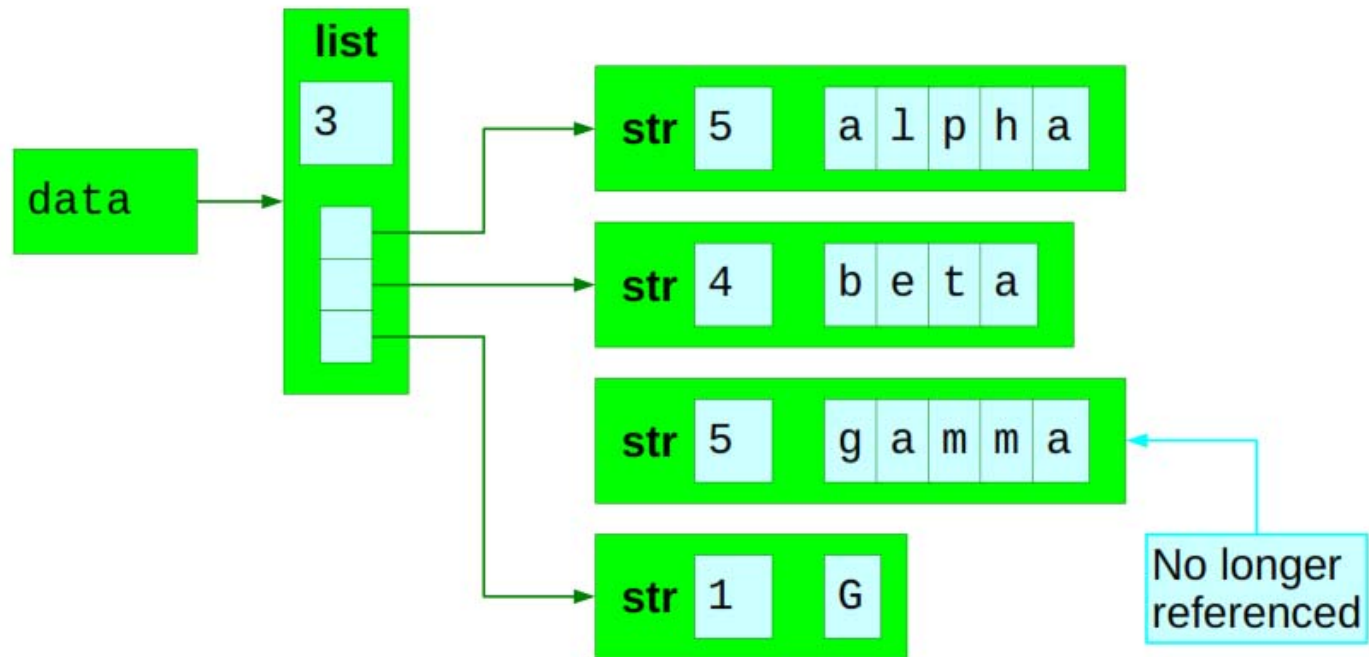 list
3
data
str 5 a l p h a
str 4 b e t a
str 5 g a m m a
str 1 G
No longer
referenced